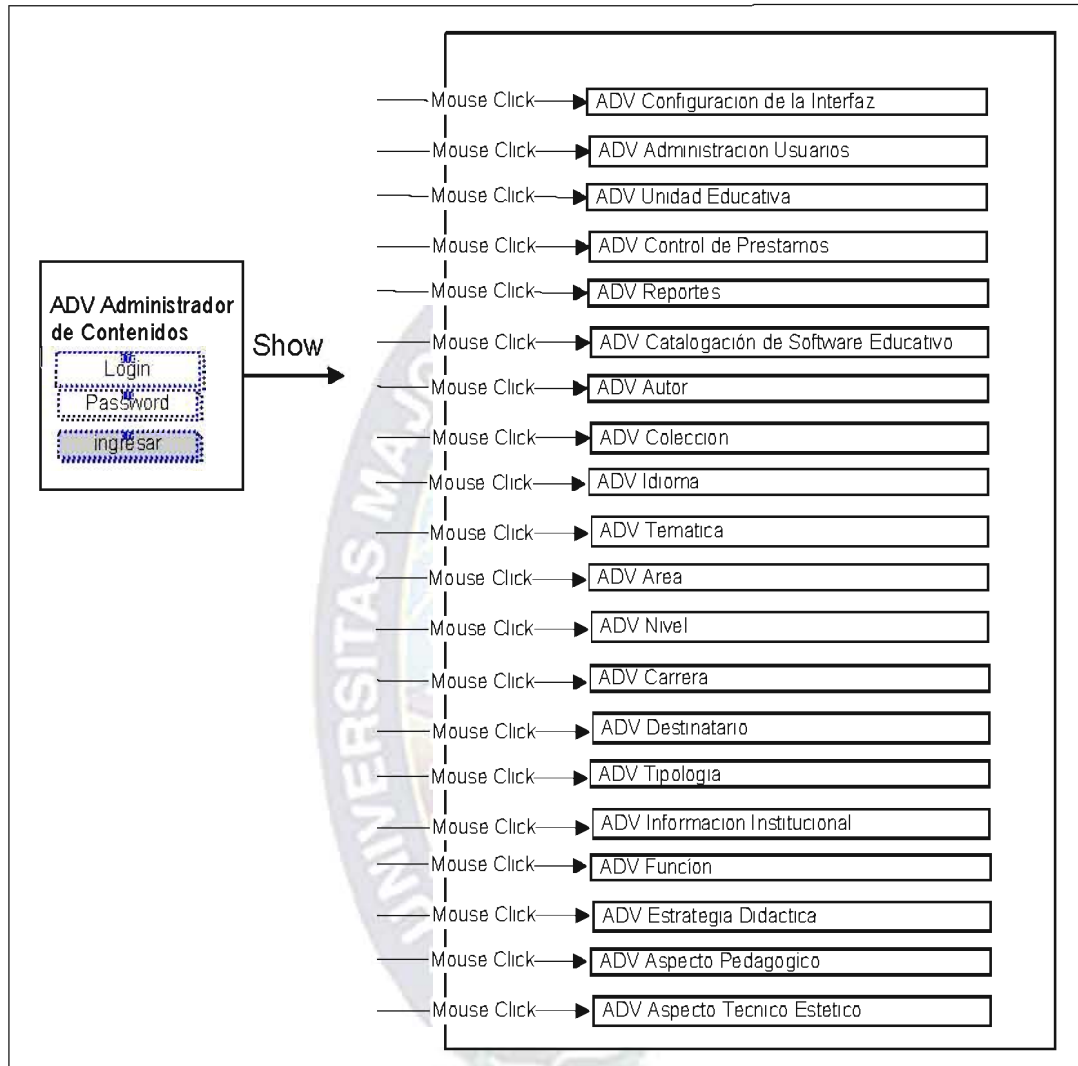 ADV Administrador
de Contenidos
Login
Password
ingresar
Show
Mouse Click ADV Configuracion de la Interfaz
Mouse Click ADV Administracion Usuarios
Mouse Click ADV Unidad Educativa
Mouse Click ADV Control de Prestamos
Mouse Click ADV Reportes
Mouse Click ADV Catalogación de Software Educativo
Mouse Click ADV Autor
Mouse Click ADV Coleccion
Mouse Click ADV Idioma
Mouse Click ADV Tematica
Mouse Click ADV Area
Mouse Click ADV Nivel
Mouse Click ADV Carrera
Mouse Click ADV Destinatario
Mouse Click ADV Tipologia
Mouse Click ADV Informacion Institucional
Mouse Click ADV Funcion
Mouse Click ADV Estrategia Didactica
Mouse Click ADV Aspecto Pedagogico
Mouse Click ADV Aspecto Tecnico Estetico
UNIVERSITAS MAJO